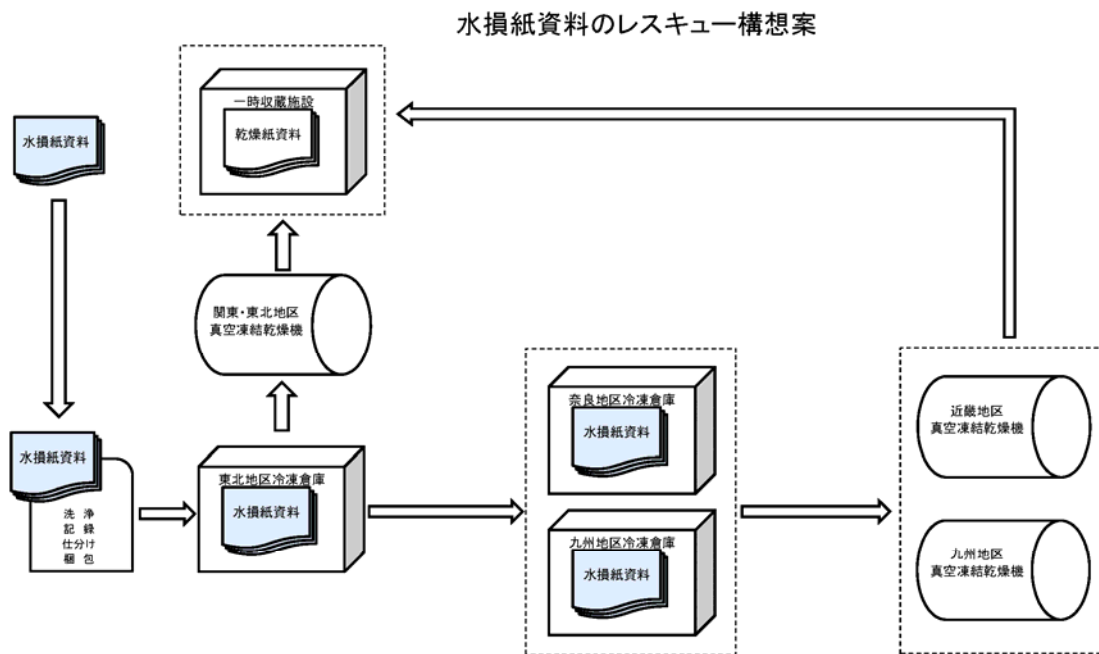 水損紙資料のレスキュー構想案
一時収蔵施設
乾燥紙資料
水損紙資料
関東・東北地区
真空凍結乾燥機
水損紙資料
洗 浄
記 録
仕分け
梱 包
東北地区冷凍倉庫
水損紙資料
奈良地区冷凍倉庫
水損紙資料
九州地区冷凍倉庫
水損紙資料
近畿地区
真空凍結乾燥機
九州地区
真空凍結乾燥機